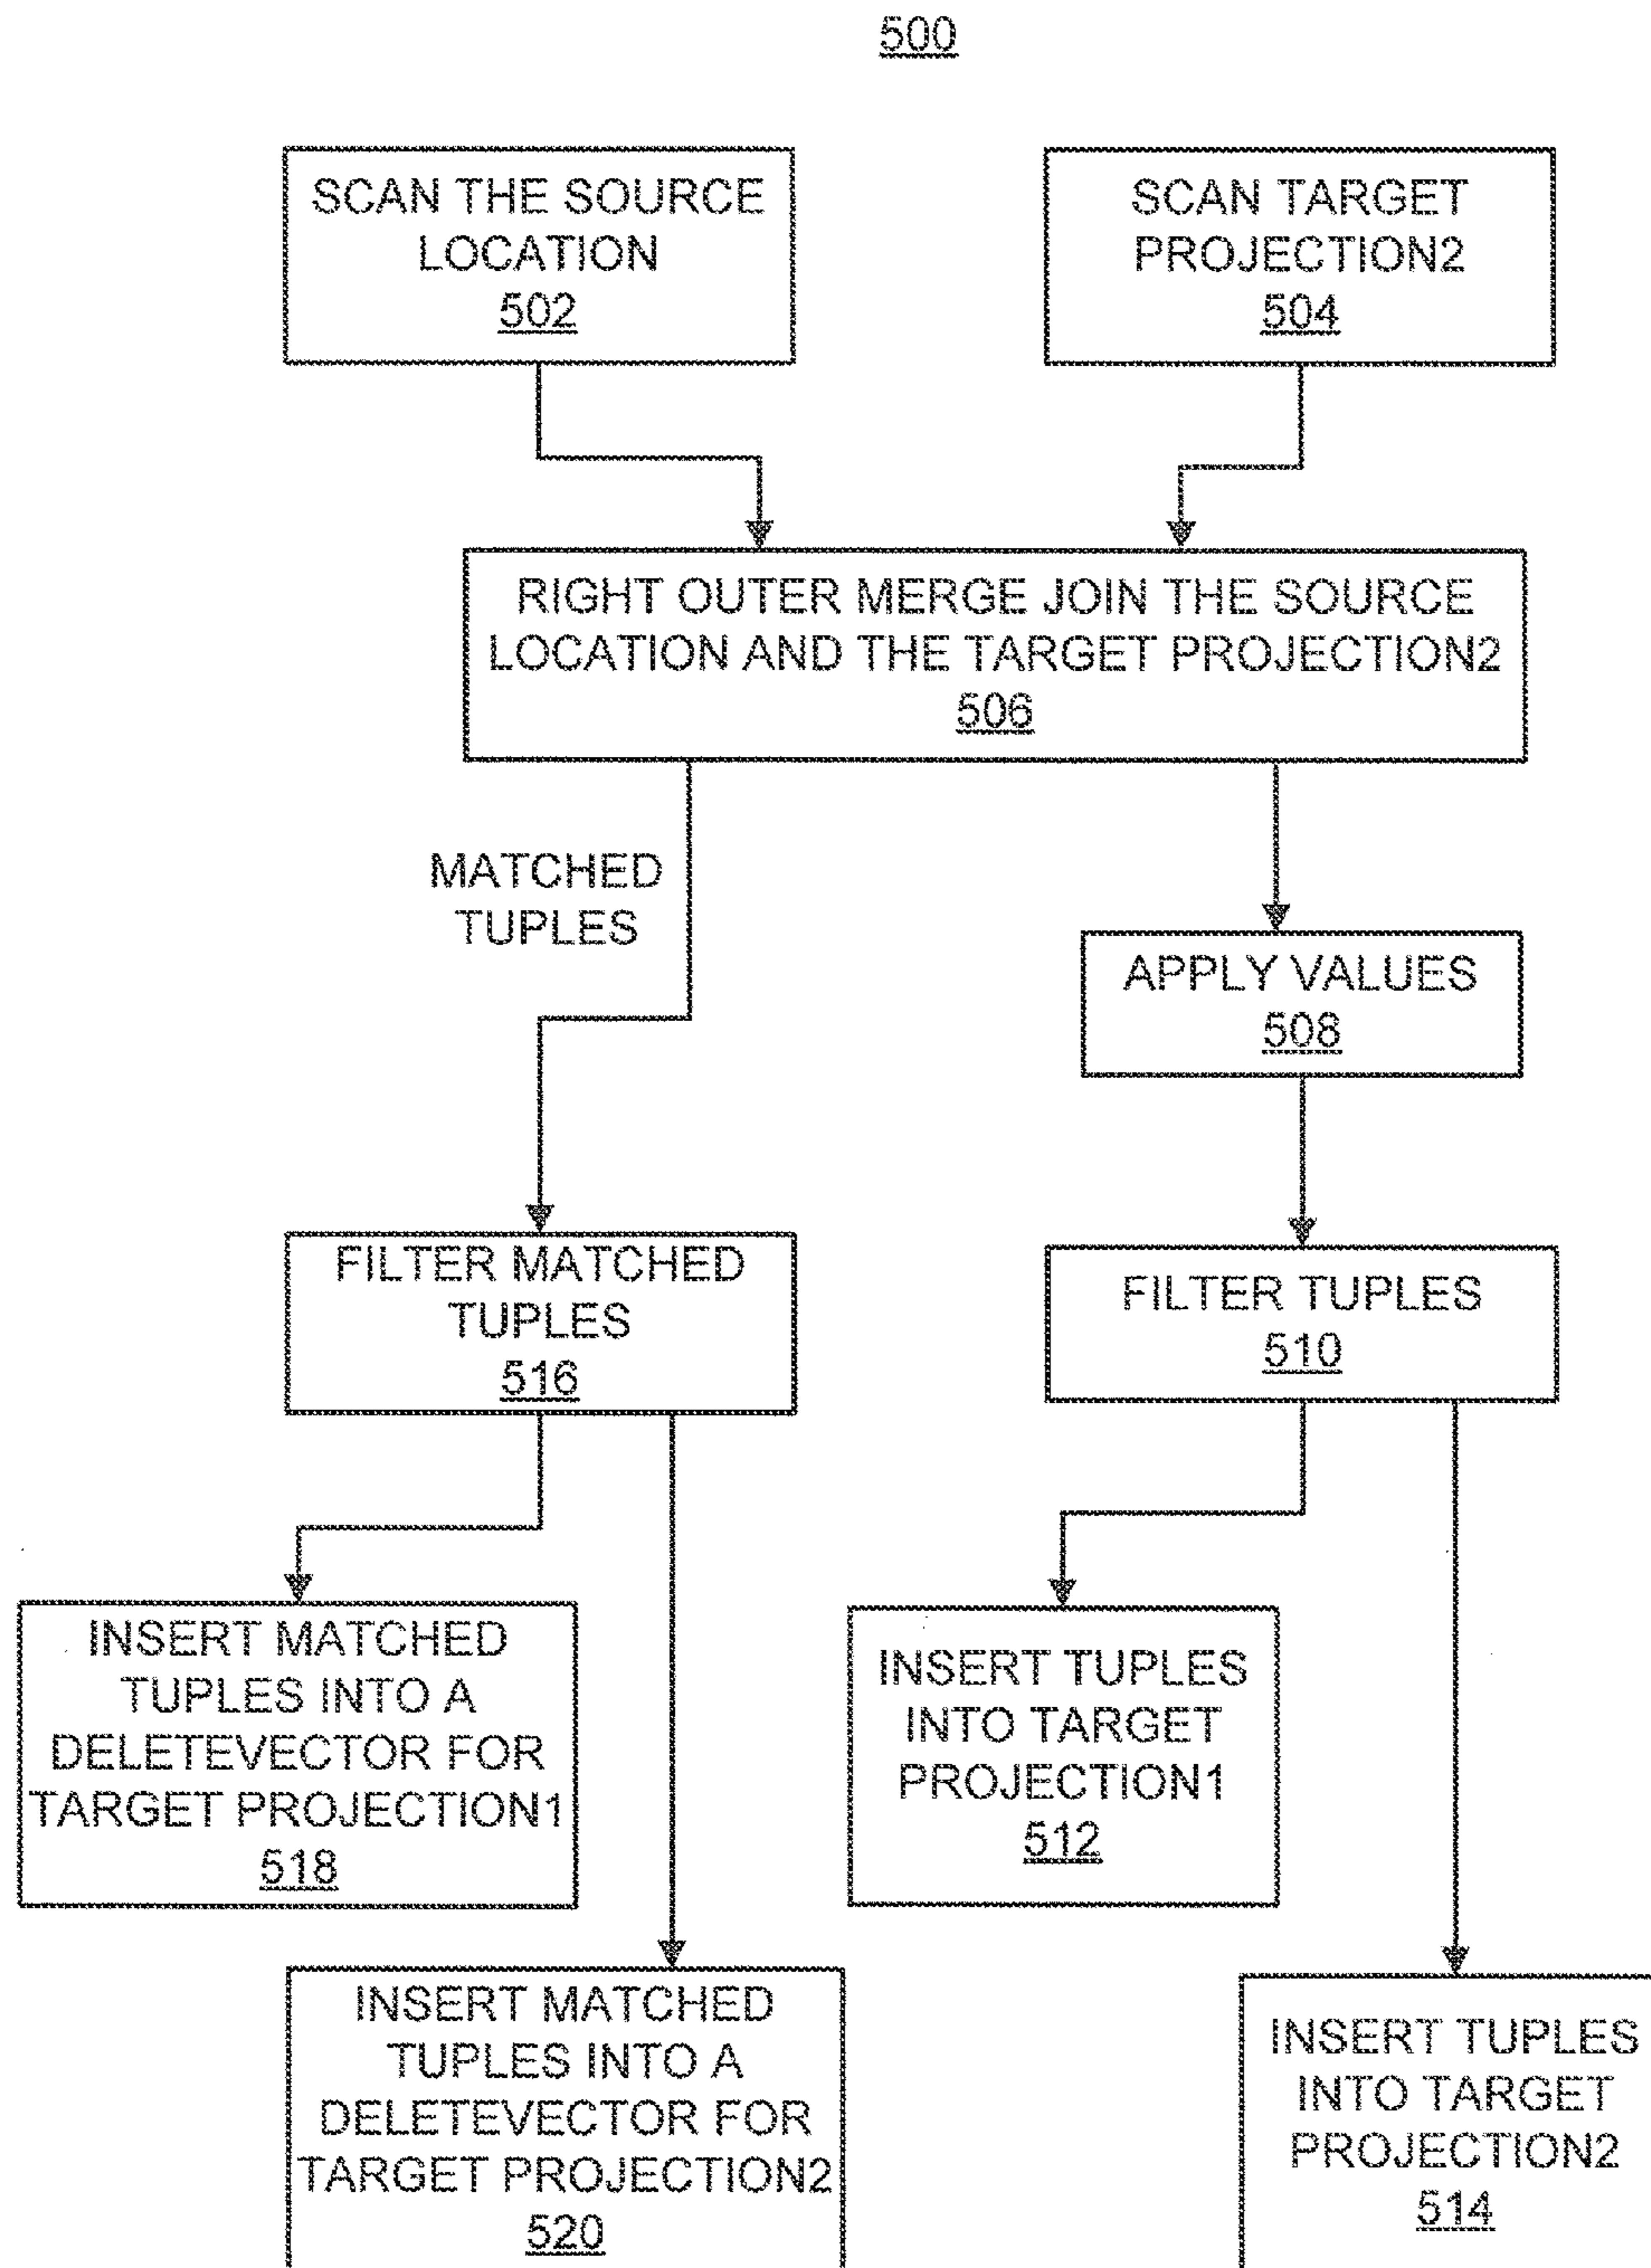 500
SCAN THE SOURCE
LOCATION
502
SCAN TARGET
PROJECTION2
504
RIGHT OUTER MERGE JOIN THE SOURCE
LOCATION AND THE TARGET PROJECTION2
506
MATCHED
TUPLES
APPLY VALUES
508
FILTER MATCHED
TUPLES
516
FILTER TUPLES
510
INSERT MATCHED
TUPLES INTO A
DELETEVECTOR FOR
TARGET PROJECTION1
518
INSERT TUPLES
INTO TARGET
PROJECTION1
512
INSERT MATCHED
TUPLES INTO A
DELETEVECTOR FOR
TARGET PROJECTION2
520
INSERT TUPLES
INTO TARGET
PROJECTION2
514